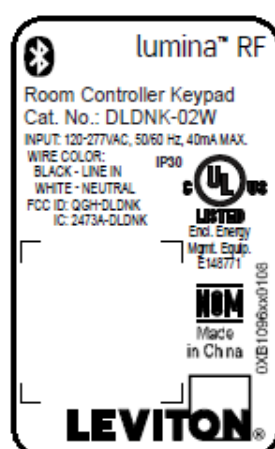 lumina™ RF
Room Controller Keypad
Cat. No.: DLDNK-02W
INPUT: 120-277VAC, 50/60 Hz, 40mA MAX.
WIRE COLOR:
BLACK - LINE IN
WHITE - NEUTRAL
FCC ID: QGH-DLDNK
IC: 2473A-DLDNK
IP30
C UL US
LISTED
Encl. Energy
Mgmt. Equip.
E148771
NOM
Made
in China
0XB1096xx0108
LEVITON®